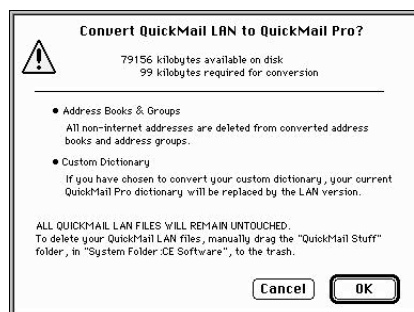 Convert QuickMail LAN to QuickMail Pro?
79156 kilobytes available on disk
99 kilobytes required for conversion
● Address Books & Groups
All non-internet addresses are deleted from converted address
books and address groups.
● Custom Dictionary
If you have chosen to convert your custom dictionary, your current
QuickMail Pro dictionary will be replaced by the LAN version.
ALL QUICKMAIL LAN FILES WILL REMAIN UNTOUCHED.
To delete your QuickMail LAN files, manually drag the "QuickMail Stuff"
folder, in "System Folder:CE Software", to the trash.
Cancel OK